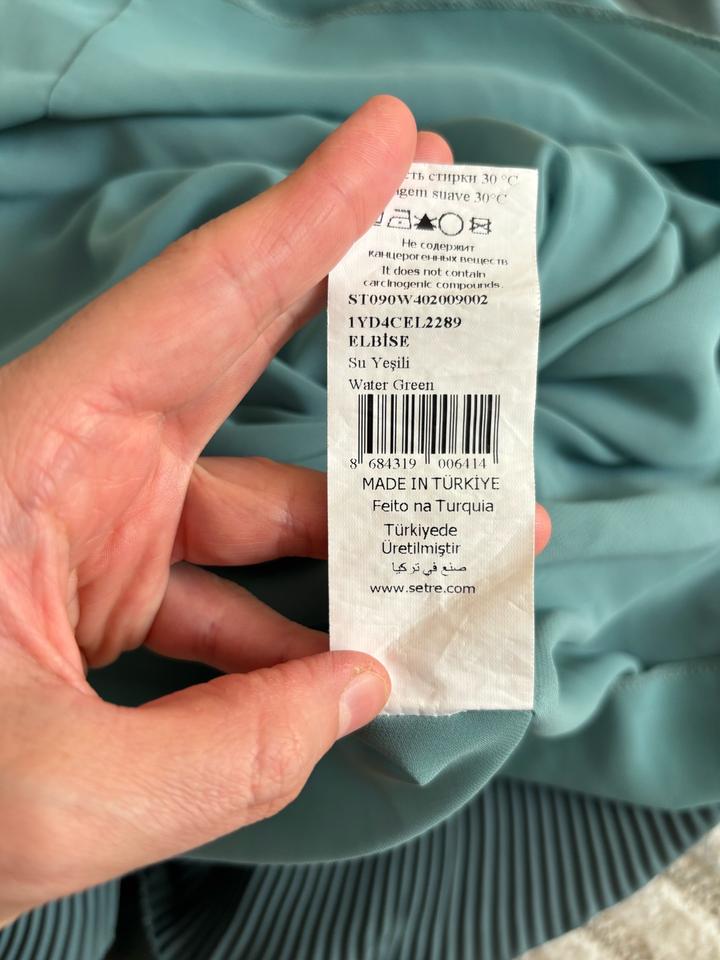 стирки 30 °C
suave 30°C
Не содержит
канцерогенных веществ
It does not contain
carcinogenic compounds.
ST090W402009002
1YD4CEL2289
ELBİSE
Su Yeşili
Water Green
8 684319 006414
MADE IN TÜRKİYE
Feito na Turquia
Türkiyede
Üretilmiştir
صنع في تركيا
www.setre.com